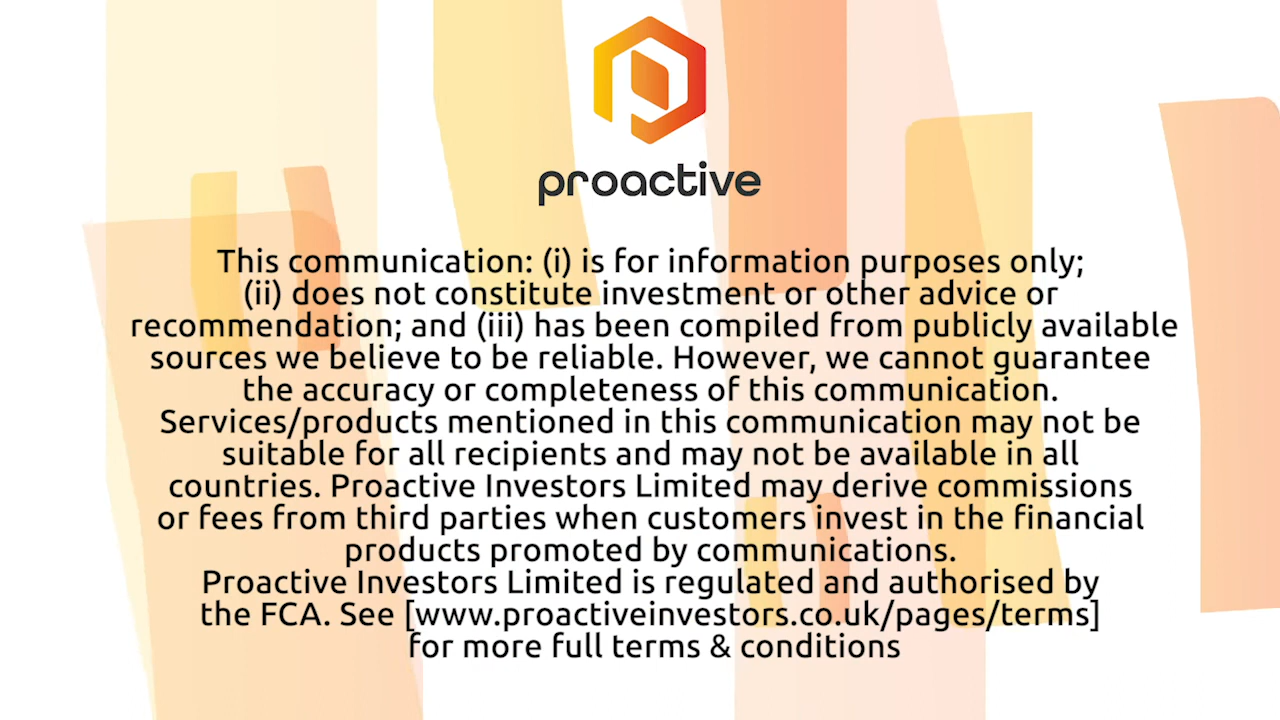 proactive
This communication: (i) is for information purposes only;
(ii) does not constitute investment or other advice or
recommendation; and (iii) has been compiled from publicly available
sources we believe to be reliable. However, we cannot guarantee
the accuracy or completeness of this communication.
Services/products mentioned in this communication may not be
suitable for all recipients and may not be available in all
countries. Proactive Investors Limited may derive commissions
or fees from third parties when customers invest in the financial
products promoted by communications.
Proactive Investors Limited is regulated and authorised by
the FCA. See [www.proactiveinvestors.co.uk/pages/terms]
for more full terms & conditions